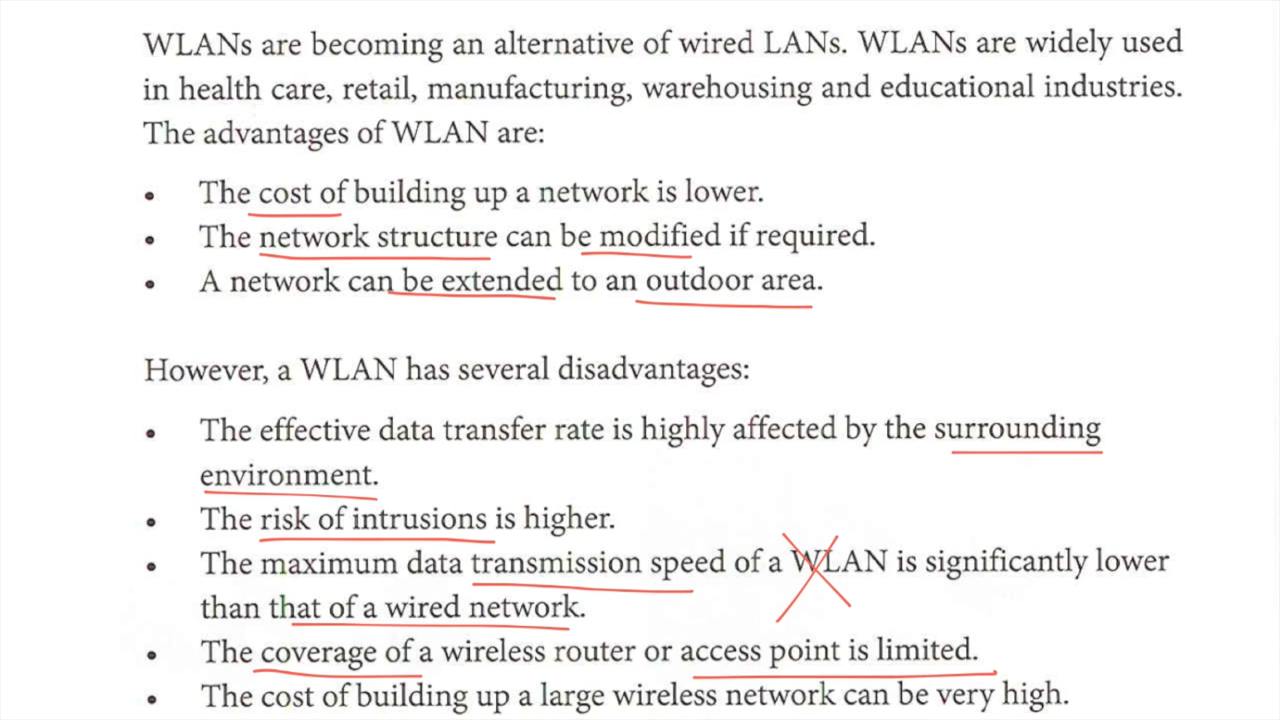 WLANs are becoming an alternative of wired LANs. WLANs are widely used
in health care, retail, manufacturing, warehousing and educational industries.
The advantages of WLAN are:
• The cost of building up a network is lower.
• The network structure can be modified if required.
• A network can be extended to an outdoor area.
However, a WLAN has several disadvantages:
• The effective data transfer rate is highly affected by the surrounding
environment.
• The risk of intrusions is higher.
• The maximum data transmission speed of a WLAN is significantly lower
than that of a wired network.
• The coverage of a wireless router or access point is limited.
• The cost of building up a large wireless network can be very high.